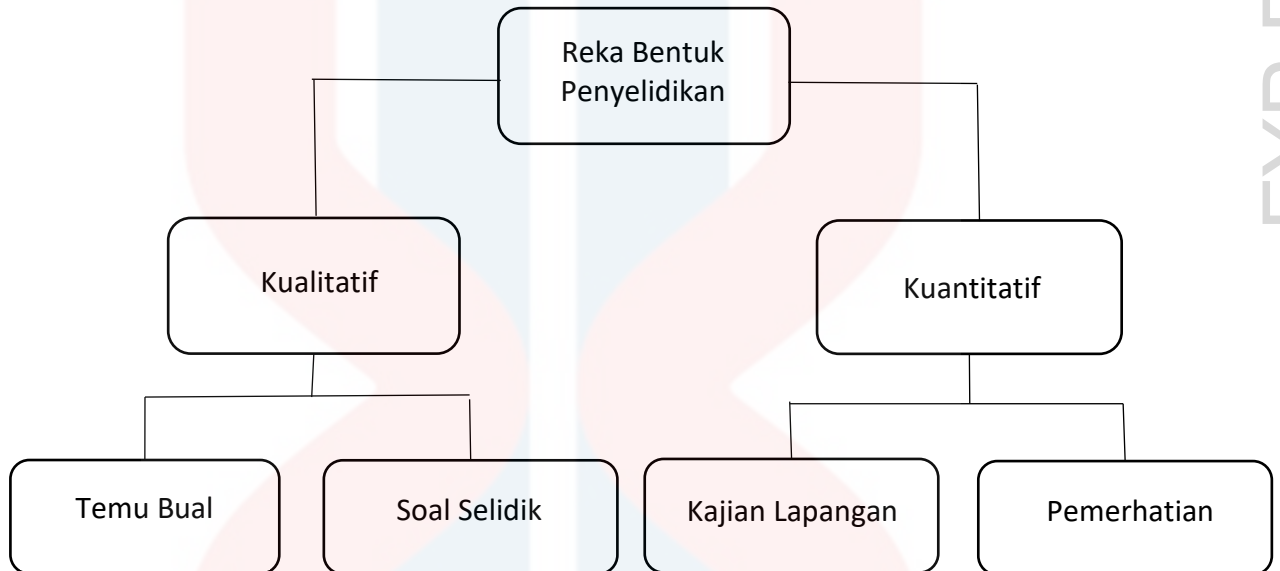 Reka Bentuk
Penyelidikan
Kualitatif
Kuantitatif
Temu Bual
Soal Selidik
Kajian Lapangan
Pemerhatian